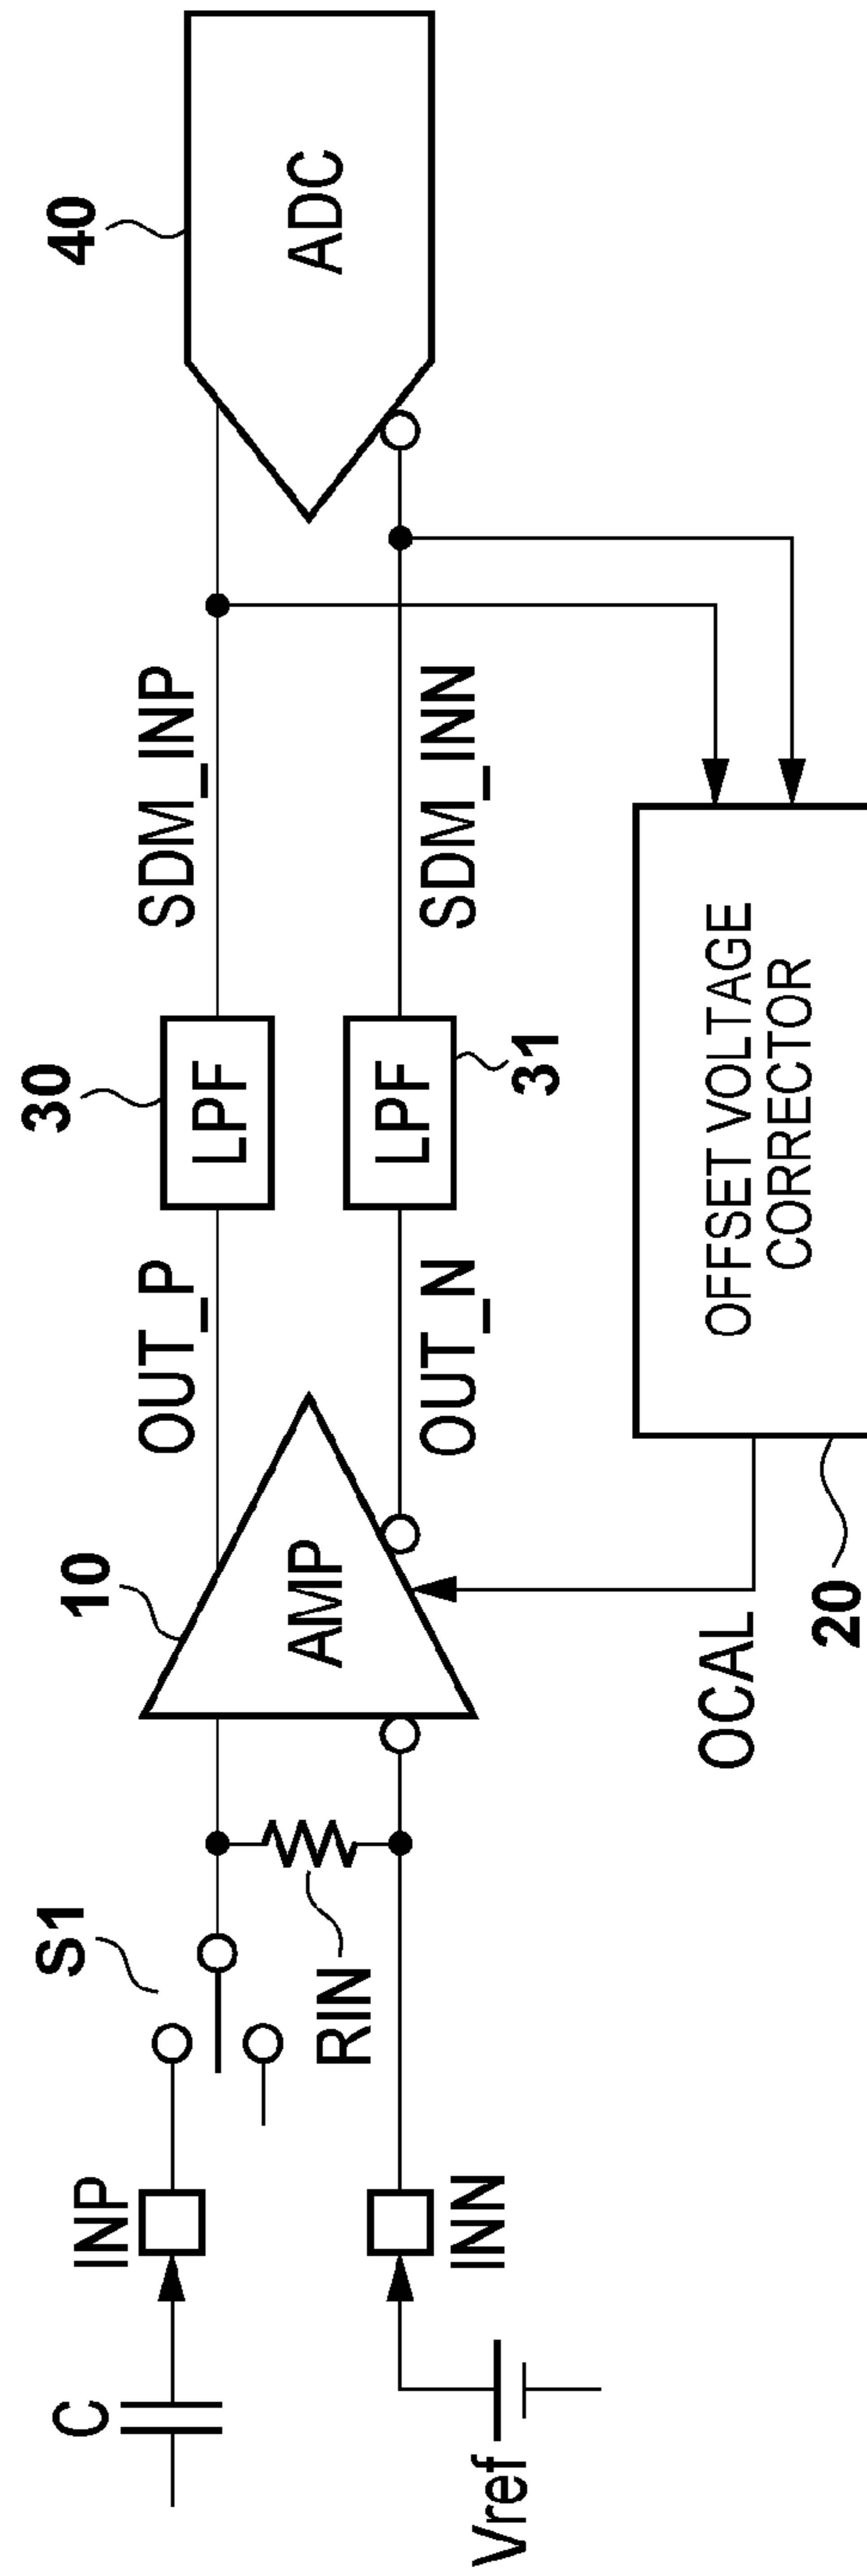 C
INP
S1
10
OUT_P
30
SDM_INP
40
AMP
LPF
LPF
ADC
RIN
Vref
INN
OUT_N
31
SDM_INN
OCAL
20
OFFSET VOLTAGE
CORRECTOR